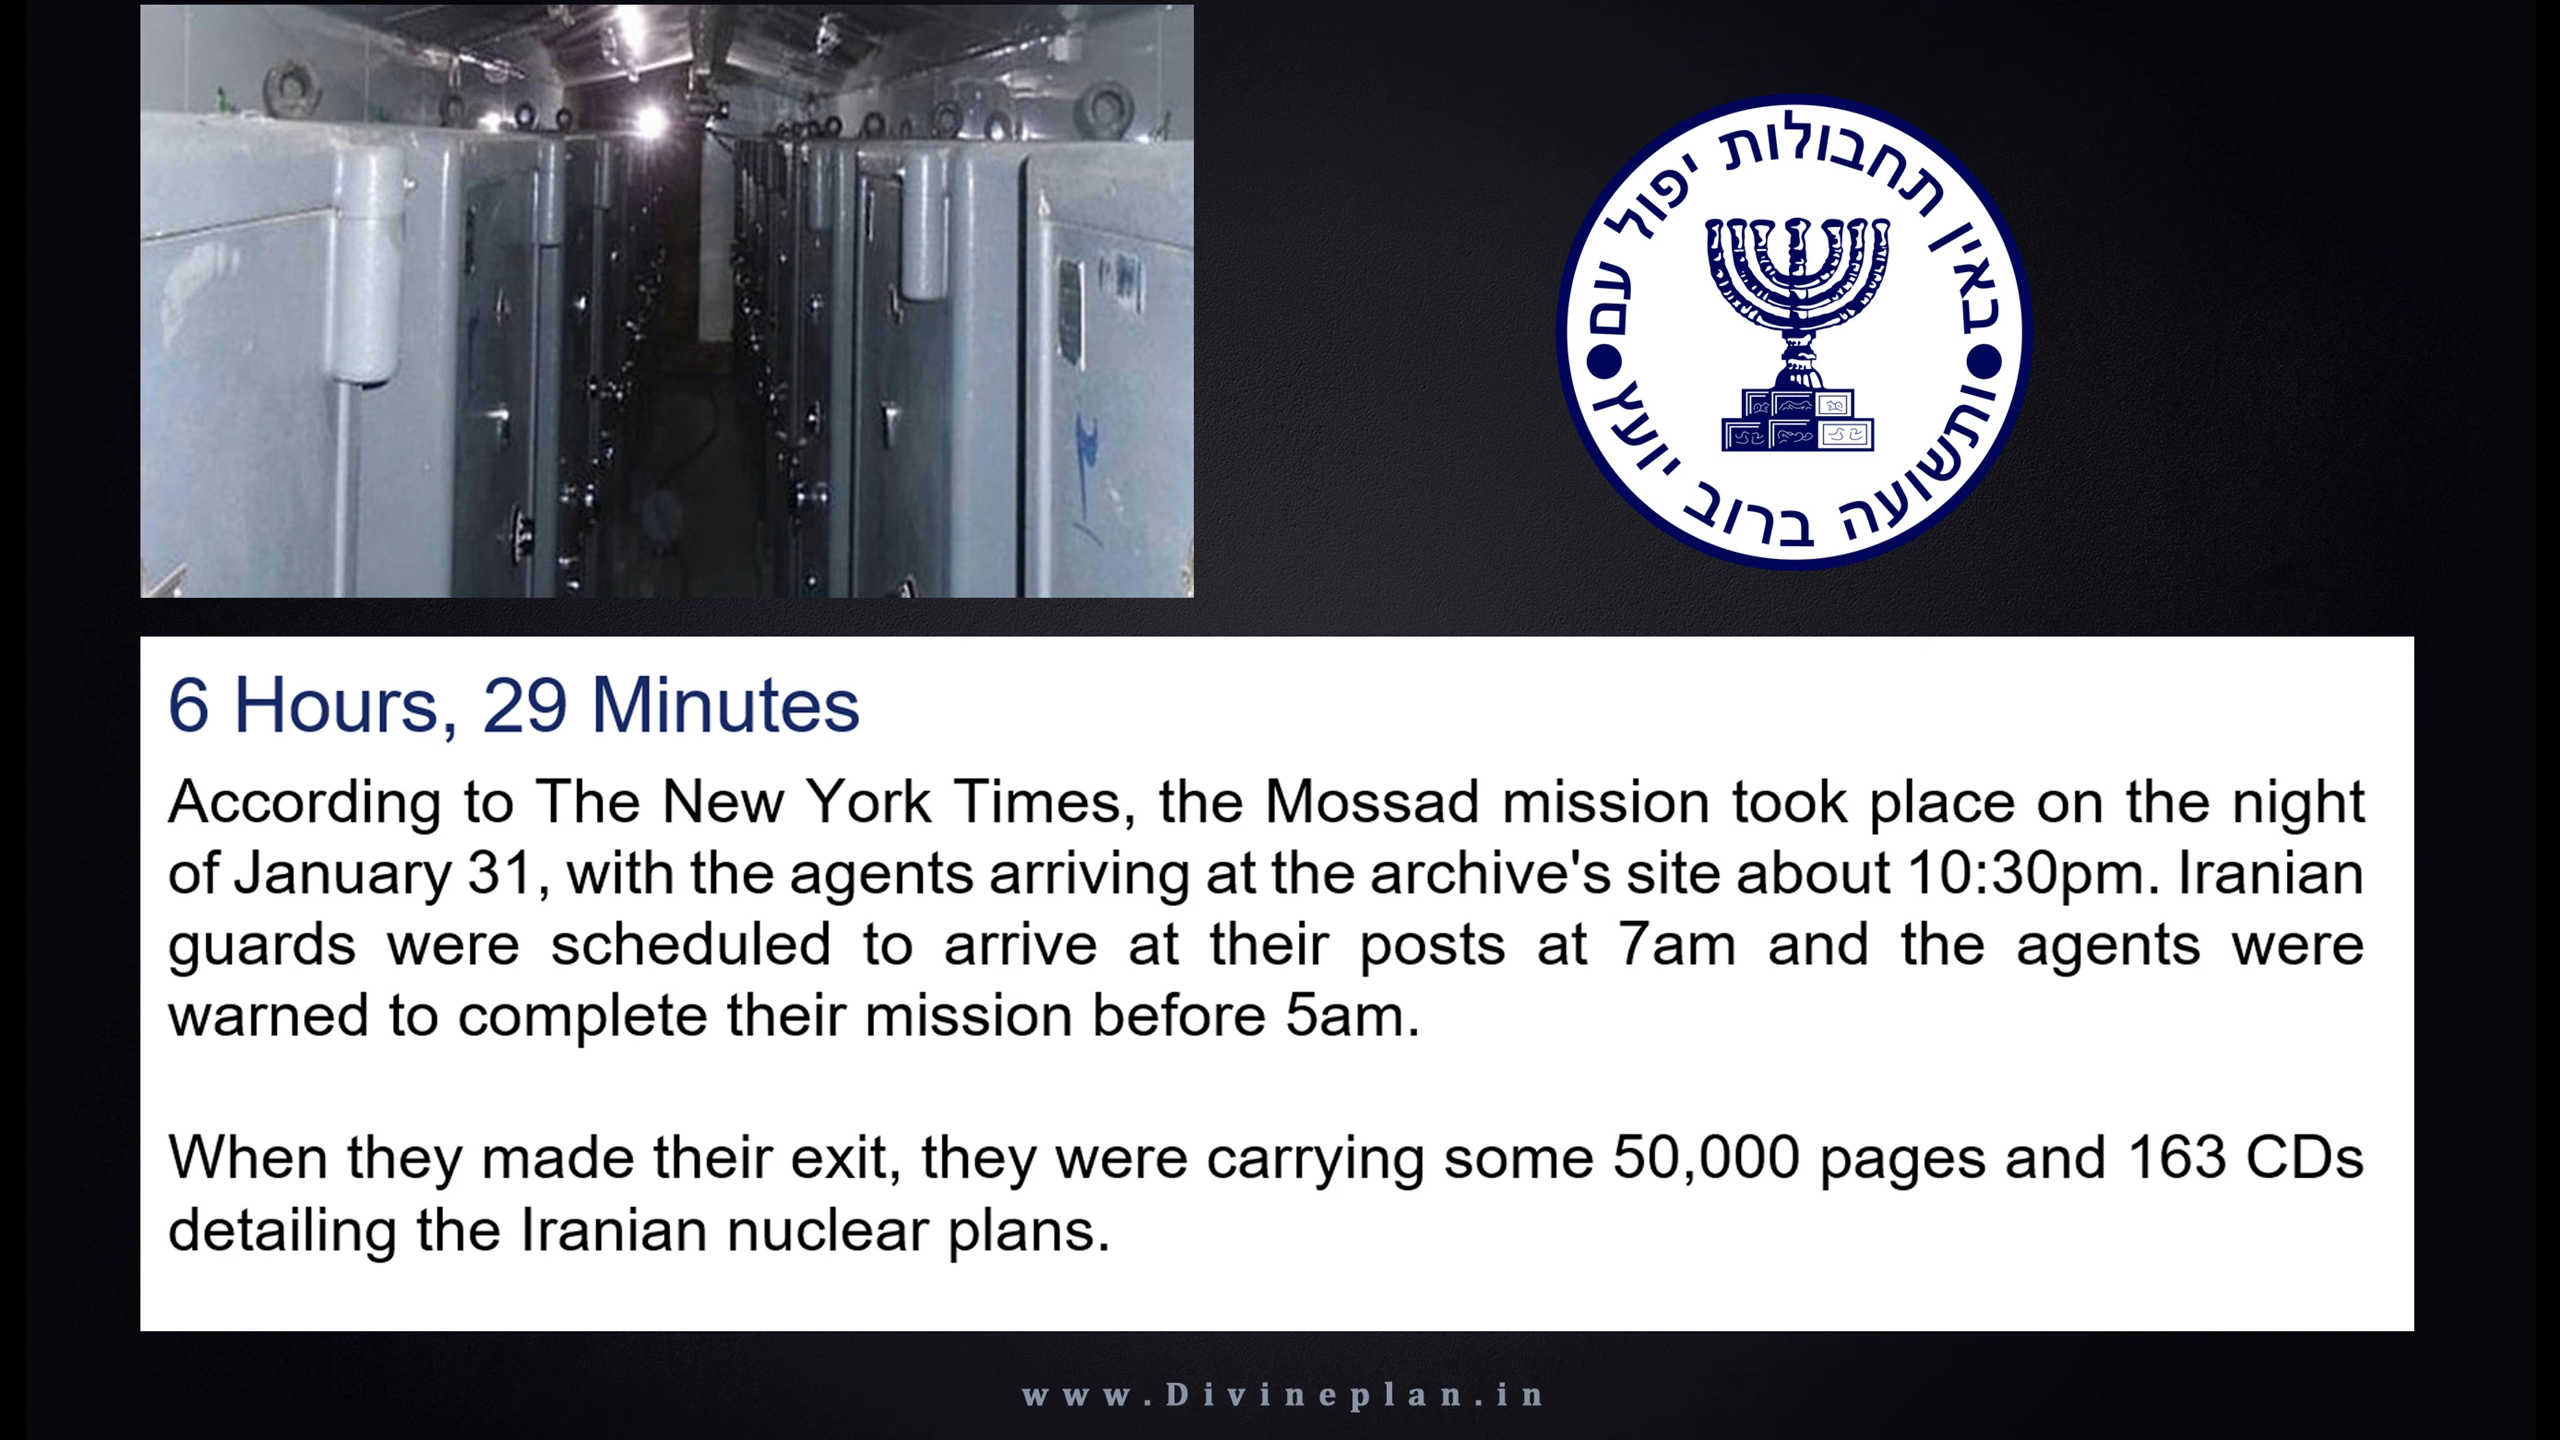 באין תחבולות יפול עם
ותשועה ברוב יועץ
6 Hours, 29 Minutes
According to The New York Times, the Mossad mission took place on the night
of January 31, with the agents arriving at the archive's site about 10:30pm. Iranian
guards were scheduled to arrive at their posts at 7am and the agents were
warned to complete their mission before 5am.
When they made their exit, they were carrying some 50,000 pages and 163 CDs
detailing the Iranian nuclear plans.
www.Divineplan.in